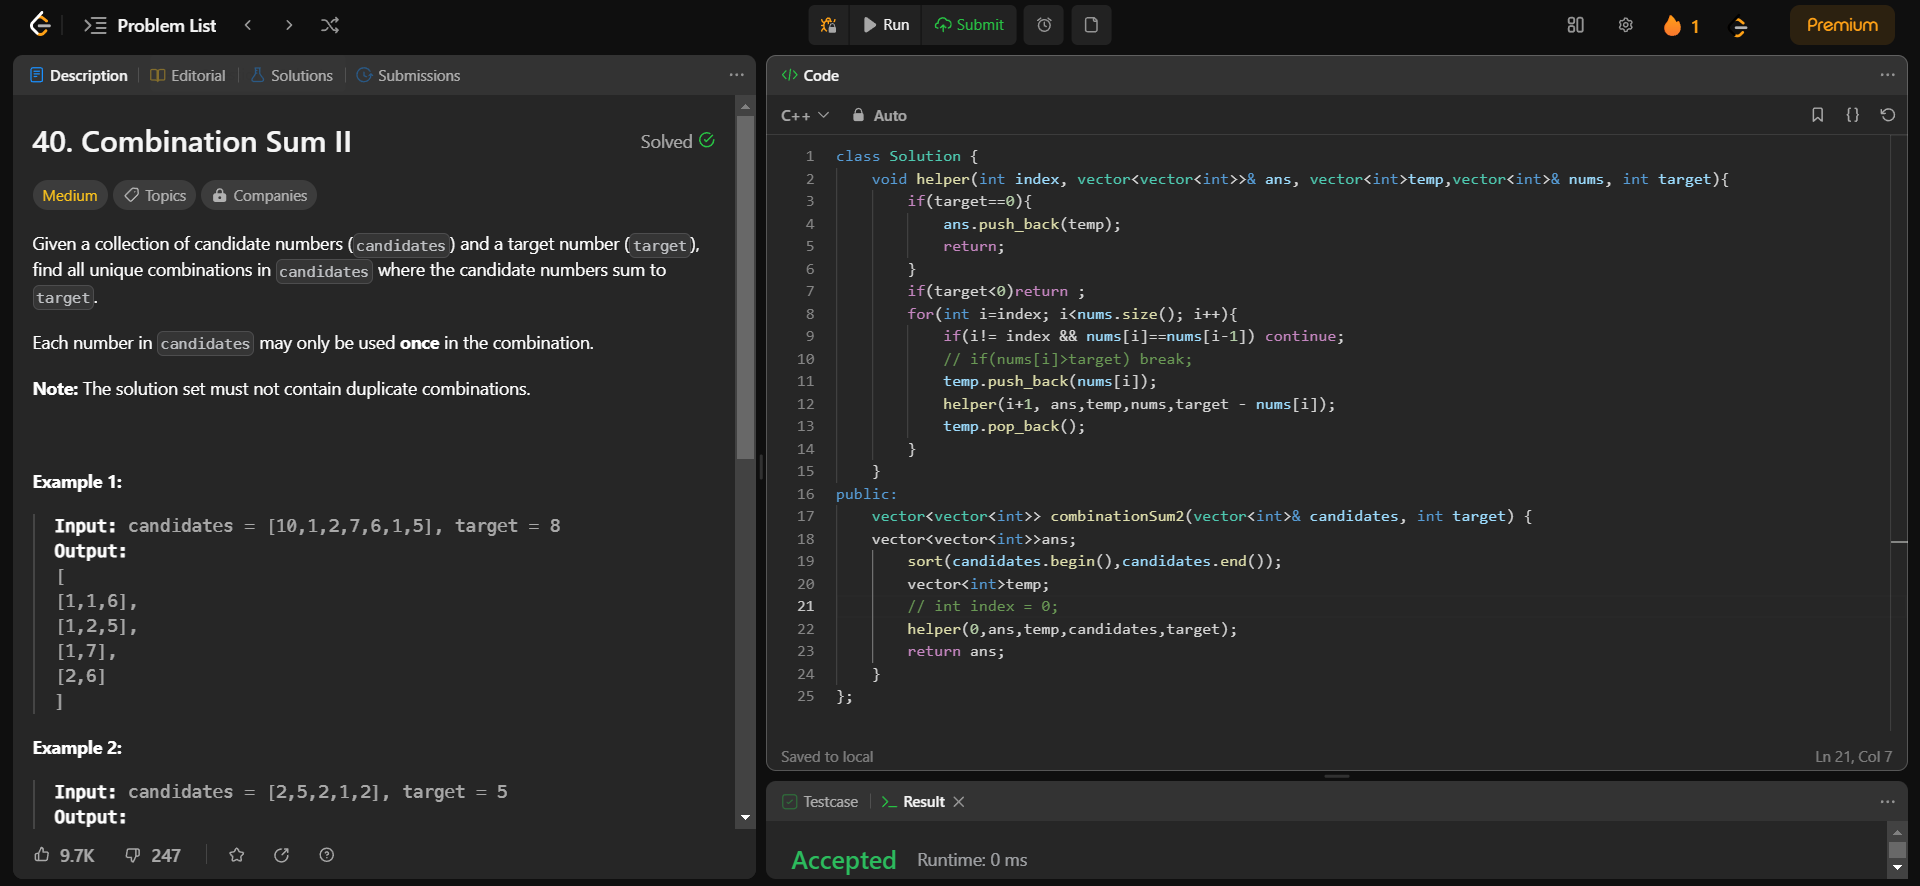 Problem List
Run
Submit
1
Premium
Description
Editorial
Solutions
Submissions
40. Combination Sum II
Solved
Medium
Topics
Companies
Given a collection of candidate numbers (candidates) and a target number (target),
find all unique combinations in candidates where the candidate numbers sum to
target.
Each number in candidates may only be used once in the combination.
Note: The solution set must not contain duplicate combinations.
Example 1:
Input: candidates = [10,1,2,7,6,1,5], target = 8
Output:
[
[1,1,6],
[1,2,5],
[1,7],
[2,6]
]
Example 2:
Input: candidates = [2,5,2,1,2], target = 5
Output:
9.7K
247
</> Code
C++
Auto
1 class Solution {
2 void helper(int index, vector<vector<int>>& ans, vector<int>temp,vector<int>& nums, int target){
3 if(target==0){
4 ans.push_back(temp);
5 return;
6 }
7 if(target<0)return ;
8 for(int i=index; i<nums.size(); i++){
9 if(i!= index && nums[i]==nums[i-1]) continue;
10 // if(nums[i]>target) break;
11 temp.push_back(nums[i]);
12 helper(i+1, ans,temp,nums,target - nums[i]);
13 temp.pop_back();
14 }
15 }
16 public:
17 vector<vector<int>> combinationSum2(vector<int>& candidates, int target) {
18 vector<vector<int>>ans;
19 sort(candidates.begin(),candidates.end());
20 vector<int>temp;
21 // int index = 0;
22 helper(0,ans,temp,candidates,target);
23 return ans;
24 }
25 };
Saved to local
Ln 21, Col 7
Testcase
>_ Result
Accepted
Runtime: 0 ms